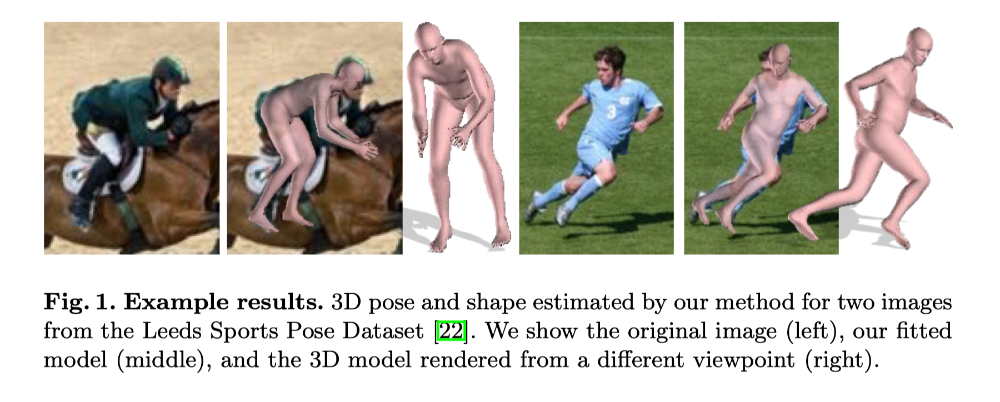 3
Fig. 1. Example results. 3D pose and shape estimated by our method for two images
from the Leeds Sports Pose Dataset [22]. We show the original image (left), our fitted
model (middle), and the 3D model rendered from a different viewpoint (right).